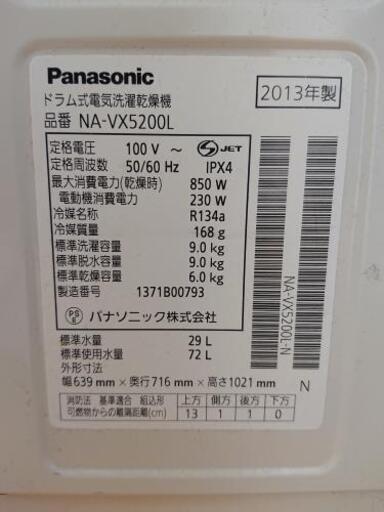 Panasonic
2013年製
ドラム式電気洗濯乾燥機
品番 NA-VX5200L
定格電圧 100 V ～ S JET
定格周波数 50/60 Hz IPX4
最大消費電力(乾燥時) 850 W
電動機消費電力 230 W
冷媒名称 R134a
冷媒質量 168 g
標準洗濯容量 9.0 kg
標準脱水容量 9.0 kg
標準乾燥容量 6.0 kg
製造番号 1371B00793
PS E パナソニック株式会社
NA-VX5200L-N
標準水量 29 L
標準使用水量 72 L
外形寸法
幅639 mm×奥行716 mm×高さ1021 mm N
消防法 基準適合 組込形 上方 側方 後方 下方
可燃物からの離隔距離(cm) 13 1 1 0